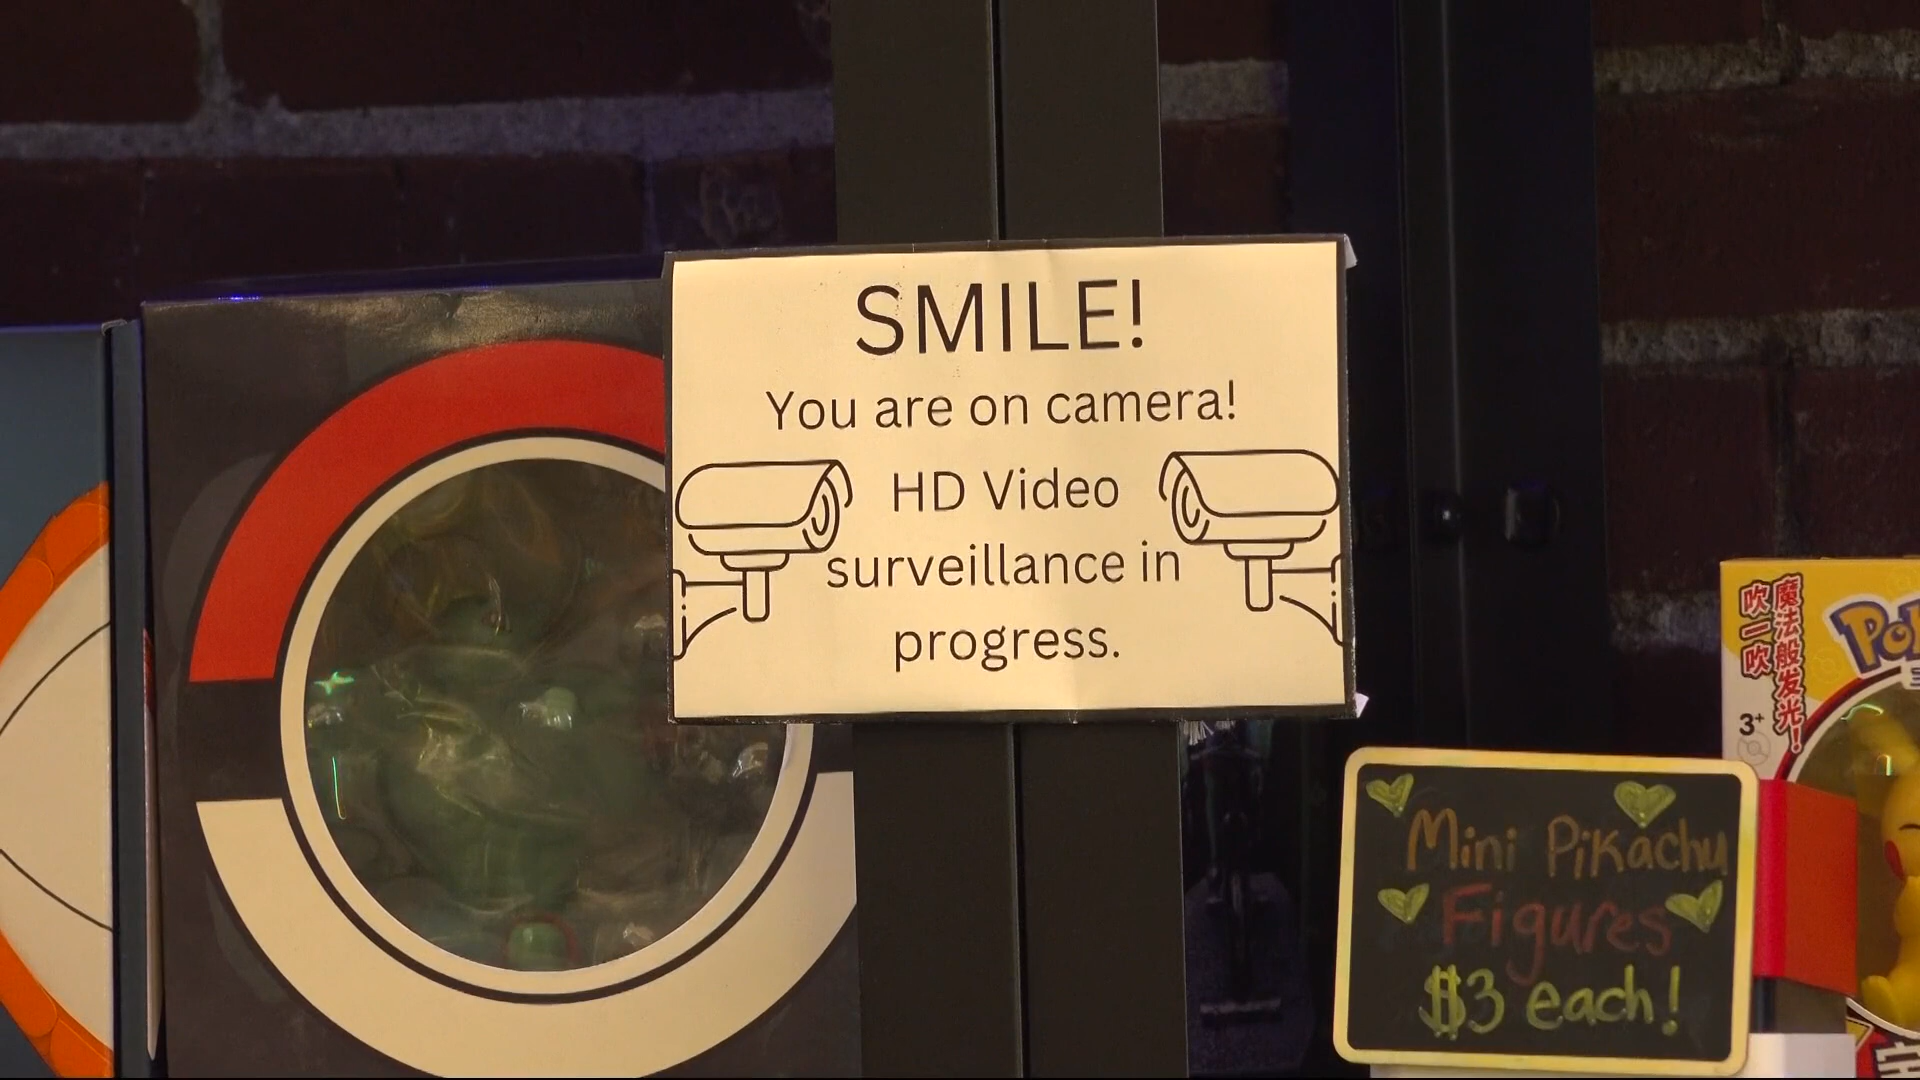 SMILE!
You are on camera!
HD Video
surveillance in
progress.
Mini Pikachu
Figures
$3 each!
魔法般发光！
吹一吹
3+